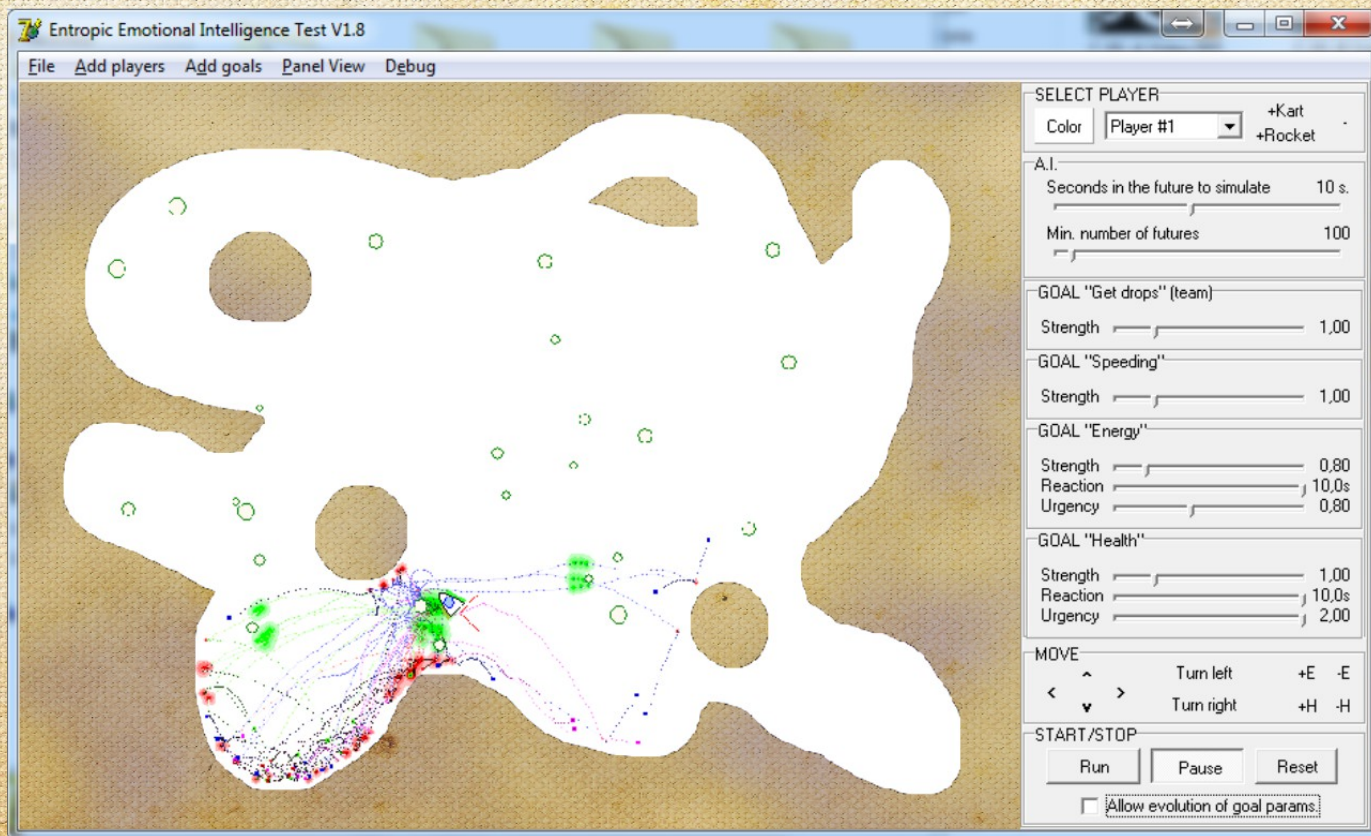 Entropic Emotional Intelligence Test V1.8
File Add players Add goals Panel View Debug
SELECT PLAYER
Color Player #1 +Kart -
+Rocket
A.I.
Seconds in the future to simulate 10 s.
Min. number of futures 100
GOAL "Get drops" (team)
Strength 1,00
GOAL "Speeding"
Strength 1,00
GOAL "Energy"
Strength 0,80
Reaction 10,0s
Urgency 0,80
GOAL "Health"
Strength 1,00
Reaction 10,0s
Urgency 2,00
MOVE
Turn left +E -E
Turn right +H -H
START/STOP
Run Pause Reset
Allow evolution of goal params.